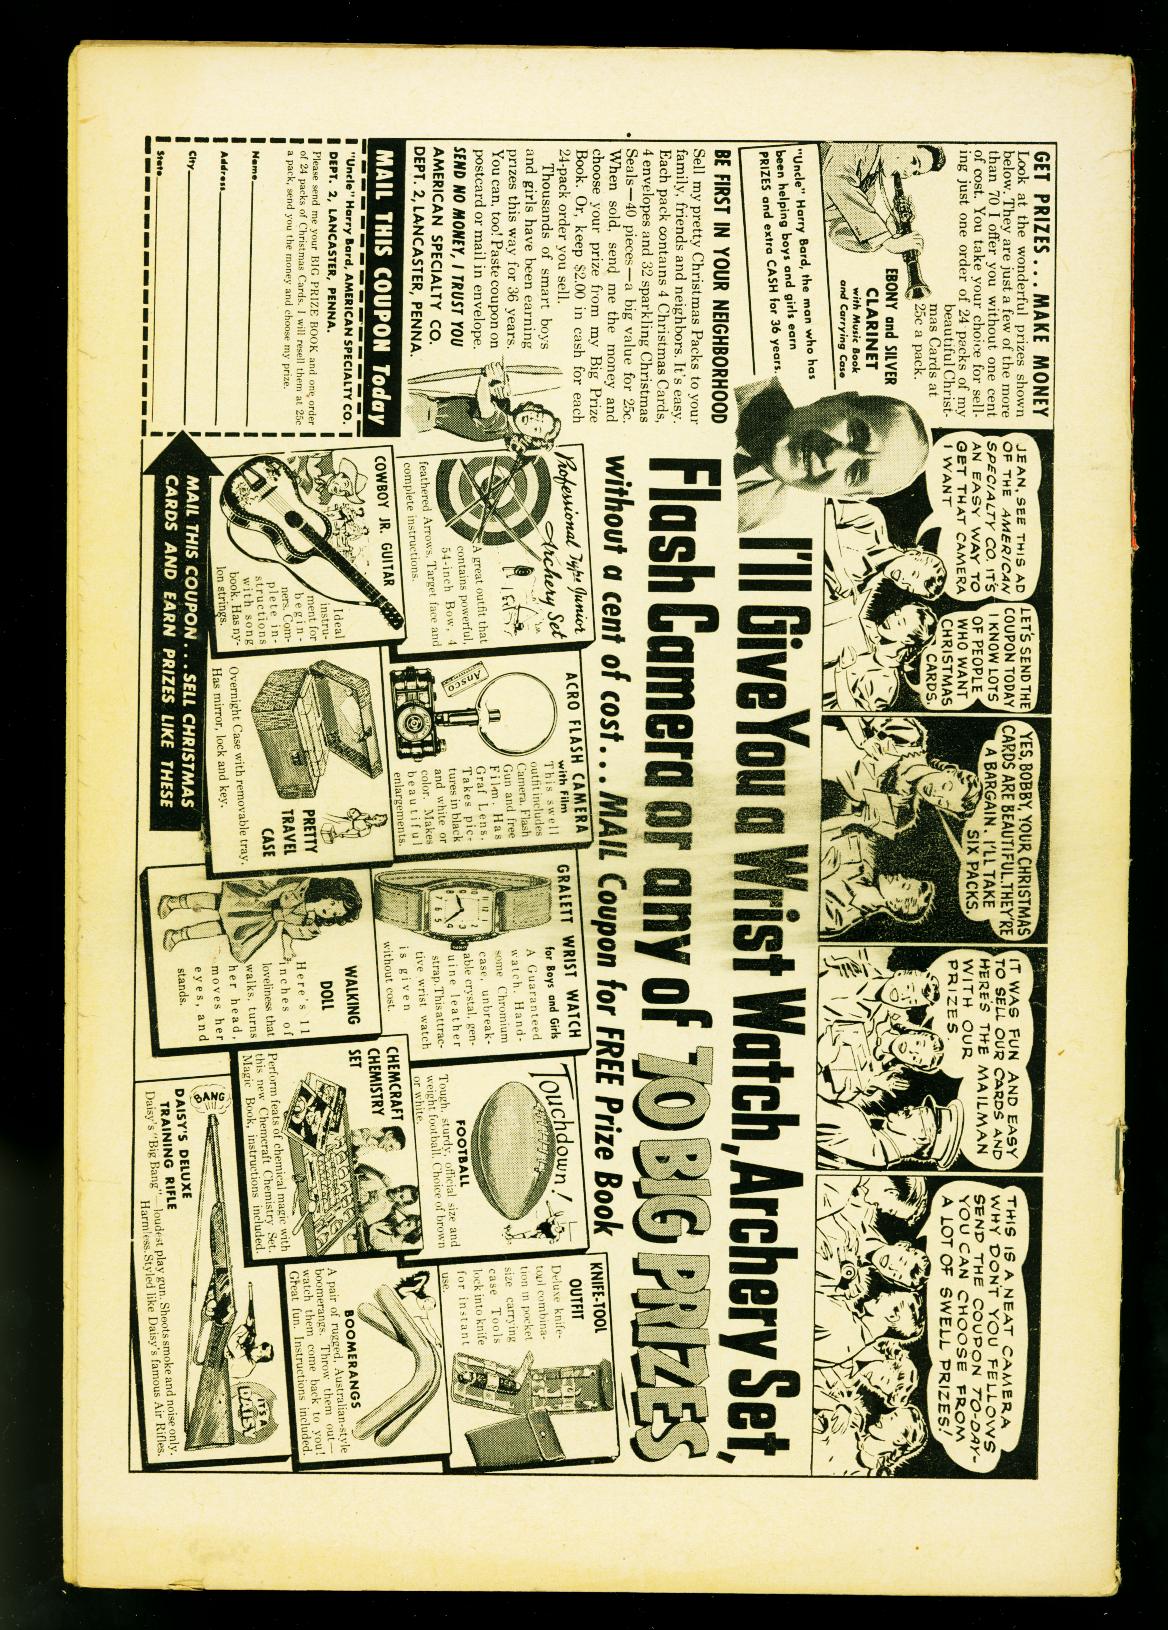 GET PRIZES... MAKE MONEY
Look at the wonderful prizes shown
below. They are just a few of the more
than 70 I offer you without one cent
of cost. You take your choice for sell-
ing just one order of 24 packs of my
beautiful Christ-
mas Cards at
25c a pack.
EBONY and SILVER
CLARINET
with Music Book
and Carrying Case
"Uncle" Harry Bard, the man who has
been helping boys and girls earn
PRIZES and extra CASH for 36 years.
JEAN, SEE THIS AD
OF THE AMERICAN
SPECIALTY CO. IT'S
AN EASY WAY TO
GET THAT CAMERA
I WANT
LET'S SEND THE
COUPON TODAY
I KNOW LOTS
OF PEOPLE
WHO WANT
CHRISTMAS
CARDS.
YES, BOBBY, YOUR CHRISTMAS
CARDS ARE BEAUTIFUL. THEY'RE
A BARGAIN. I'LL TAKE
SIX PACKS.
IT WAS FUN AND EASY
TO SELL OUR CARDS AND
HERE'S THE MAILMAN
WITH OUR
PRIZES
THIS IS A NEAT CAMERA
WHY DON'T YOU FELLOWS
SEND THE COUPON TO-DAY-
YOU CAN CHOOSE FROM
A LOT OF SWELL PRIZES!
I'll Give You a Wrist Watch, Archery Set,
Flash Camera or any of 70 BIG PRIZES
without a cent of cost... MAIL Coupon for FREE Prize Book
BE FIRST IN YOUR NEIGHBORHOOD
Sell my pretty Christmas Packs to your
family, friends and neighbors. It's easy.
Each pack contains 4 Christmas Cards,
4 envelopes and 32 sparkling Christmas
Seals—40 pieces—a big value for 25c.
When sold, send me the money and
choose your prize from my Big Prize
Book. Or, keep $2.00 in cash for each
24-pack order you sell.
Thousands of smart boys
and girls have been earning
prizes this way for 36 years.
You can, too! Paste coupon on
postcard or mail in envelope.
SEND NO MONEY, I TRUST YOU
AMERICAN SPECIALTY CO.
DEPT. 2, LANCASTER, PENNA.
MAIL THIS COUPON Today
"Uncle" Harry Bard, AMERICAN SPECIALTY CO.
DEPT. 2, LANCASTER, PENNA.
Please send me your BIG PRIZE BOOK and one order
of 24 packs of Christmas Cards. I will resell them at 25c
a pack, send you the money and choose my prize.
Name
Address
City
State
MAIL THIS COUPON... SELL CHRISTMAS
CARDS AND EARN PRIZES LIKE THESE
Professional Type Junior
Archery Set
A great outfit that
contains powerful,
54-inch Bow, 4
feathered Arrows, Target face and
complete instructions.
COWBOY JR. GUITAR
Ideal
instru-
ment for
begin-
ners. Com-
plete in-
structions
with song
book. Has ny-
lon strings.
ACRO FLASH CAMERA
with Film
This swell
outfit includes
Camera, Flash
Gun and free
Film. Has
Graf Lens.
Takes pic-
tures in black
and white or
color. Makes
beautiful
enlargements.
Ansco
PRETTY
TRAVEL
CASE
Overnight Case with removable tray.
Has mirror, lock and key.
GRALETT WRIST WATCH
for Boys and Girls
A Guaranteed
watch. Hand-
some Chromium
case, unbreak-
able crystal, gen-
uine leather
strap. This attrac-
tive wrist watch
is given
without cost.
WALKING
DOLL
Here's 11
inches of
loveliness that
walks, turns
her head,
moves her
eyes, and
stands.
Touchdown!
FOOTBALL
Tough, sturdy, official size and
weight football. Choice of brown
or white.
CHEMCRAFT
CHEMISTRY
SET
Perform feats of chemical magic with
this new Chemcraft Chemistry Set.
Magic Book, instructions included.
KNIFE-TOOL
OUTFIT
Deluxe knife-
tool combina-
tion in pocket
size carrying
case. Tools
lock into knife
for instant
use.
BOOMERANGS
A pair of rugged, Australian-style
boomerangs. Throw them out—
watch them come back to you!
Great fun. Instructions included.
BANG
IT'S A
DAISY
DAISY'S DELUXE
TRAINING RIFLE
Daisy's "Big Bang"—loudest play gun. Shoots smoke and noise only.
Harmless. Styled like Daisy's famous Air Rifles.